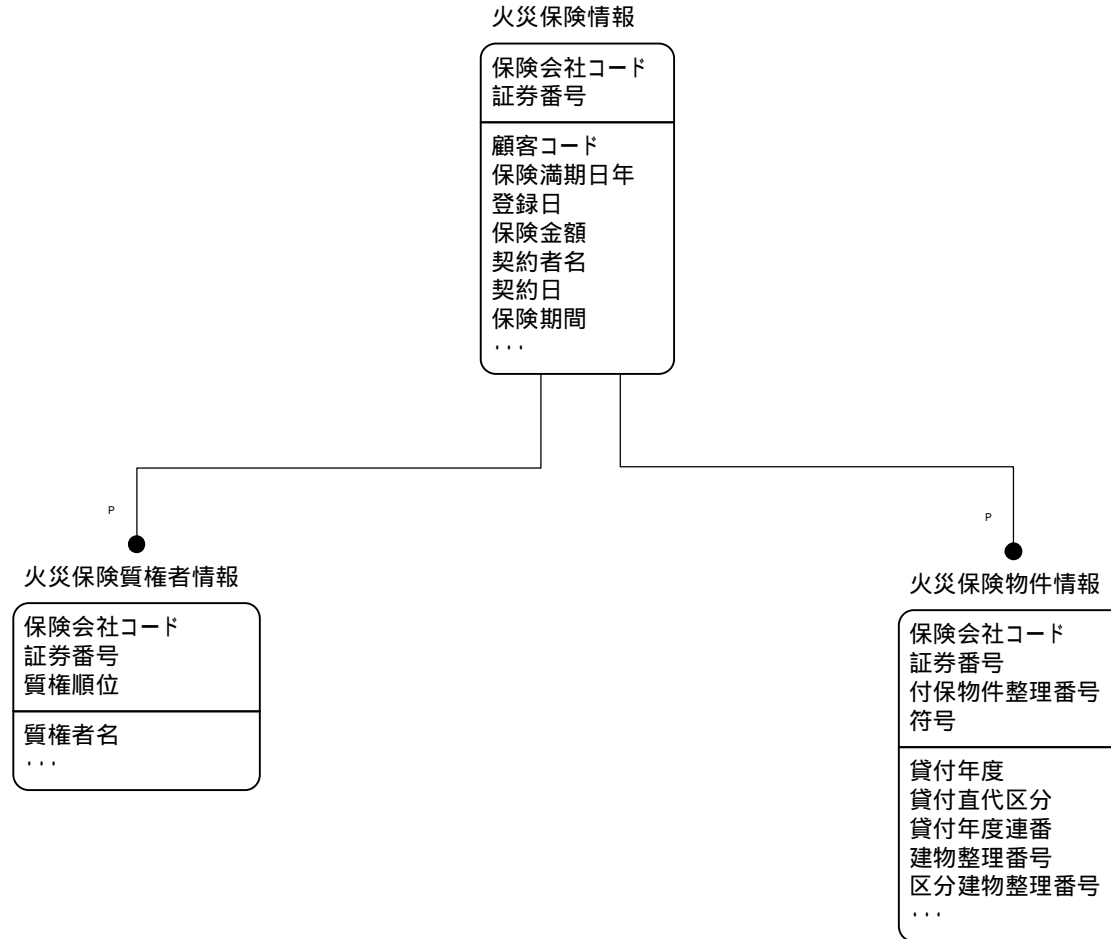 火災保険情報
保険会社コード
証券番号
顧客コード
保険満期日年
登録日
保険金額
契約者名
契約日
保険期間
･･･
P
P
火災保険質権者情報
保険会社コード
証券番号
質権順位
質権者名
･･･
火災保険物件情報
保険会社コード
証券番号
付保物件整理番号
符号
貸付年度
貸付直代区分
貸付年度連番
建物整理番号
区分建物整理番号
･･･